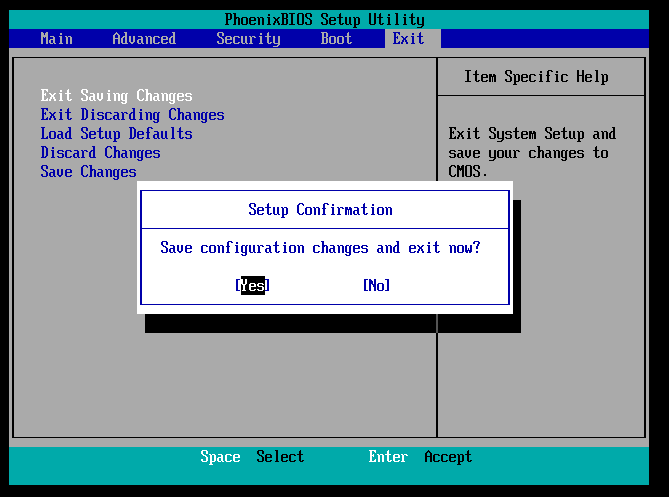 PhoenixBIOS Setup Utility
Main Advanced Security Boot Exit
Exit Saving Changes
Exit Discarding Changes
Load Setup Defaults
Discard Changes
Save Changes
Item Specific Help
Exit System Setup and
save your changes to
CMOS.
Setup Confirmation
Save configuration changes and exit now?
[Yes] [No]
Space Select Enter Accept